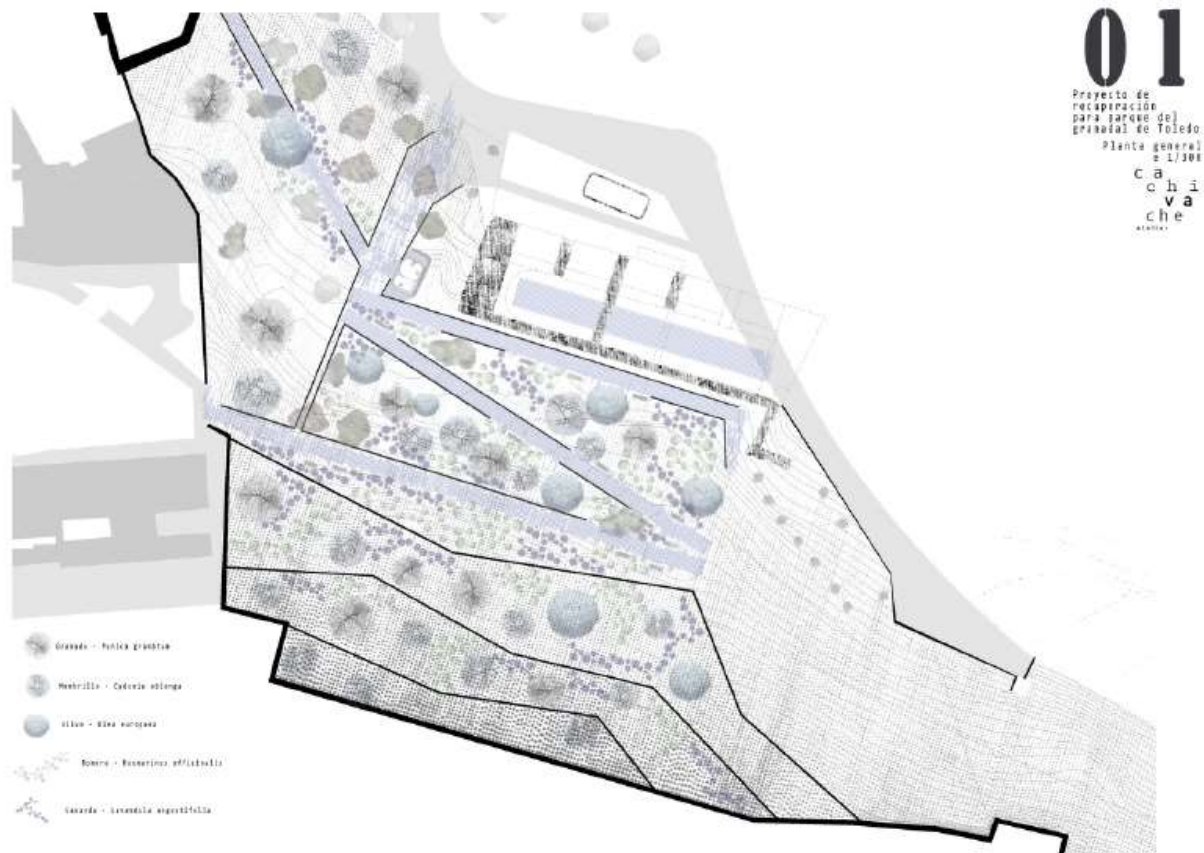 01
Proyecto de
recuperación
para parque del
granadal de Toledo
Planta general
e 1/300
ca
chi
va
che
Granado - Punica granatum
Membrillo - Cydonia oblonga
Olivo - Olea europaea
Romero - Rosmarinus officinalis
Lavanda - Lavandula angustifolia